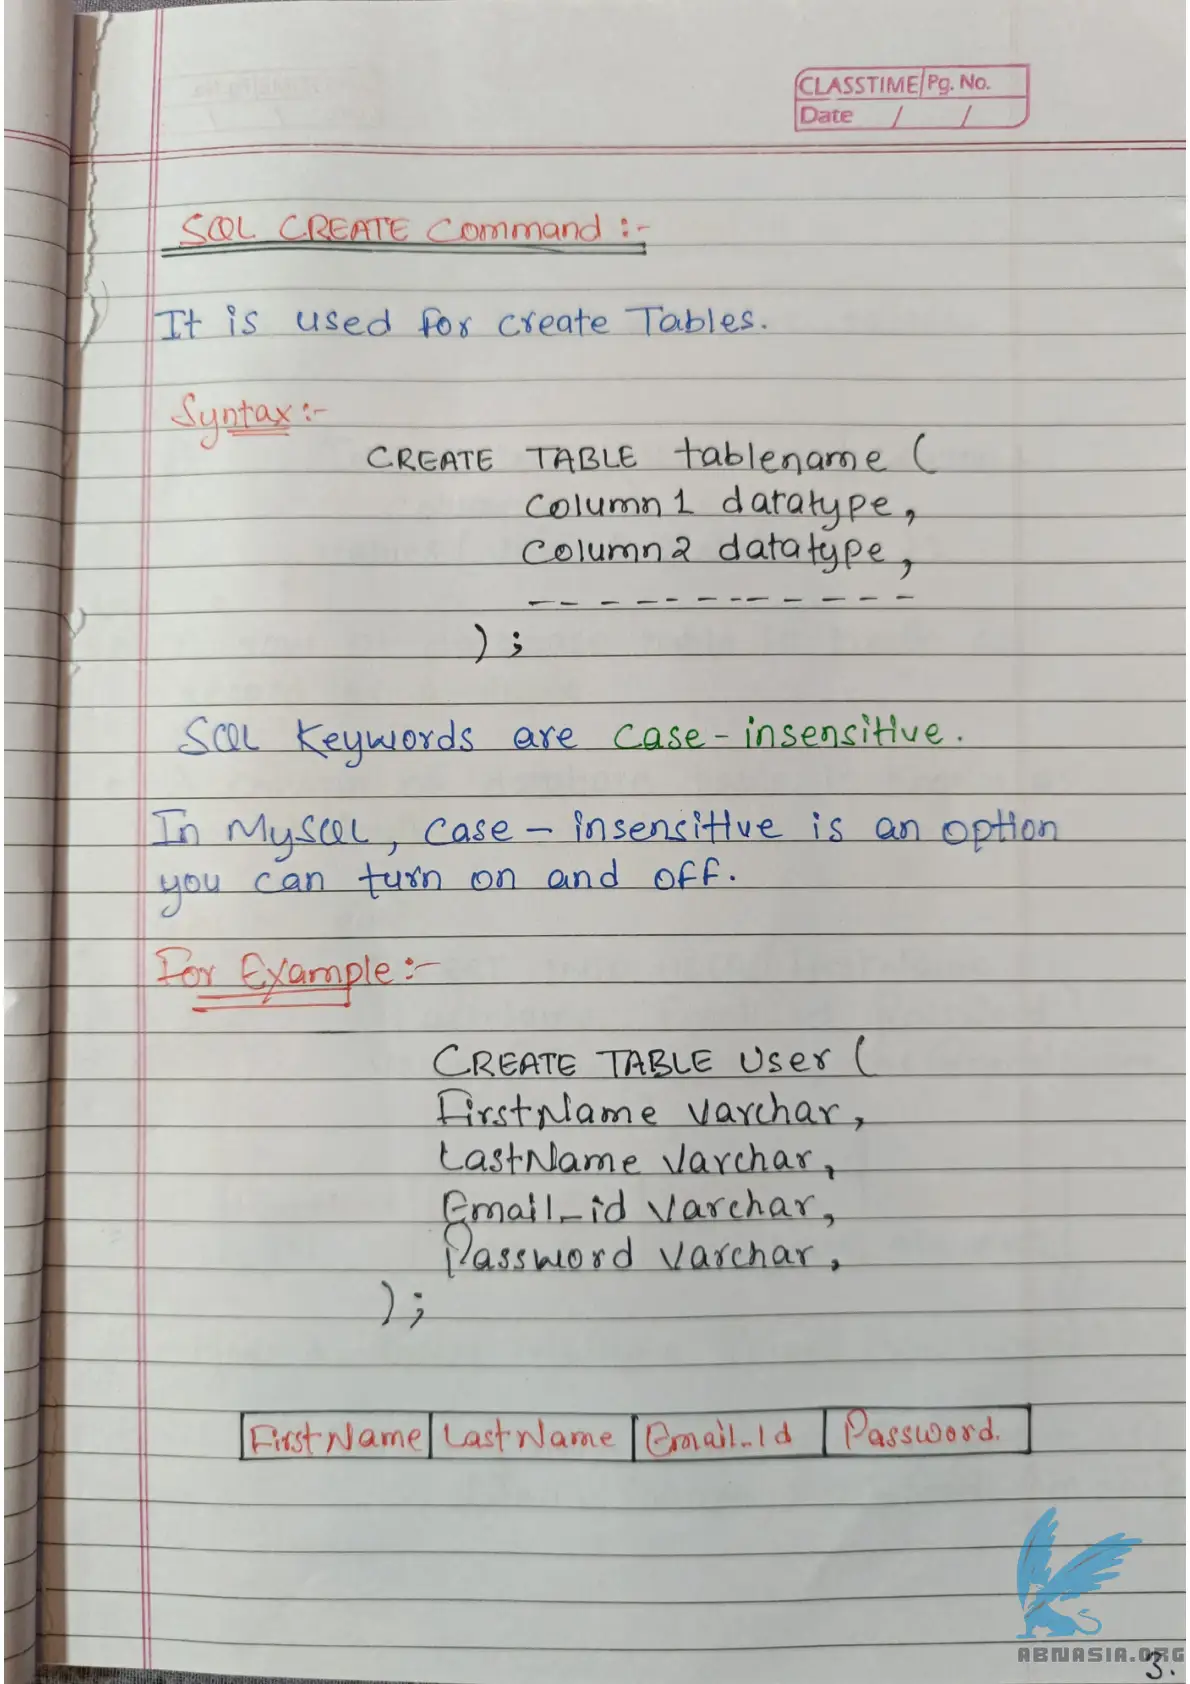 CLASSTIME Pg. No.
Date / /
SQL CREATE Command :-
It is used for create Tables.
Syntax :-
CREATE TABLE tablename (
Column1 datatype,
Column2 datatype,
------------
);
SQL Keywords are case-insensitive.
In MySQL, case-insensitive is an option
you can turn on and off.
For Example :-
CREATE TABLE User (
FirstName Varchar,
LastName Varchar,
Email_id Varchar,
Password Varchar,
);
FirstName LastName Email_Id Password.
ABNASIA.ORG
3.